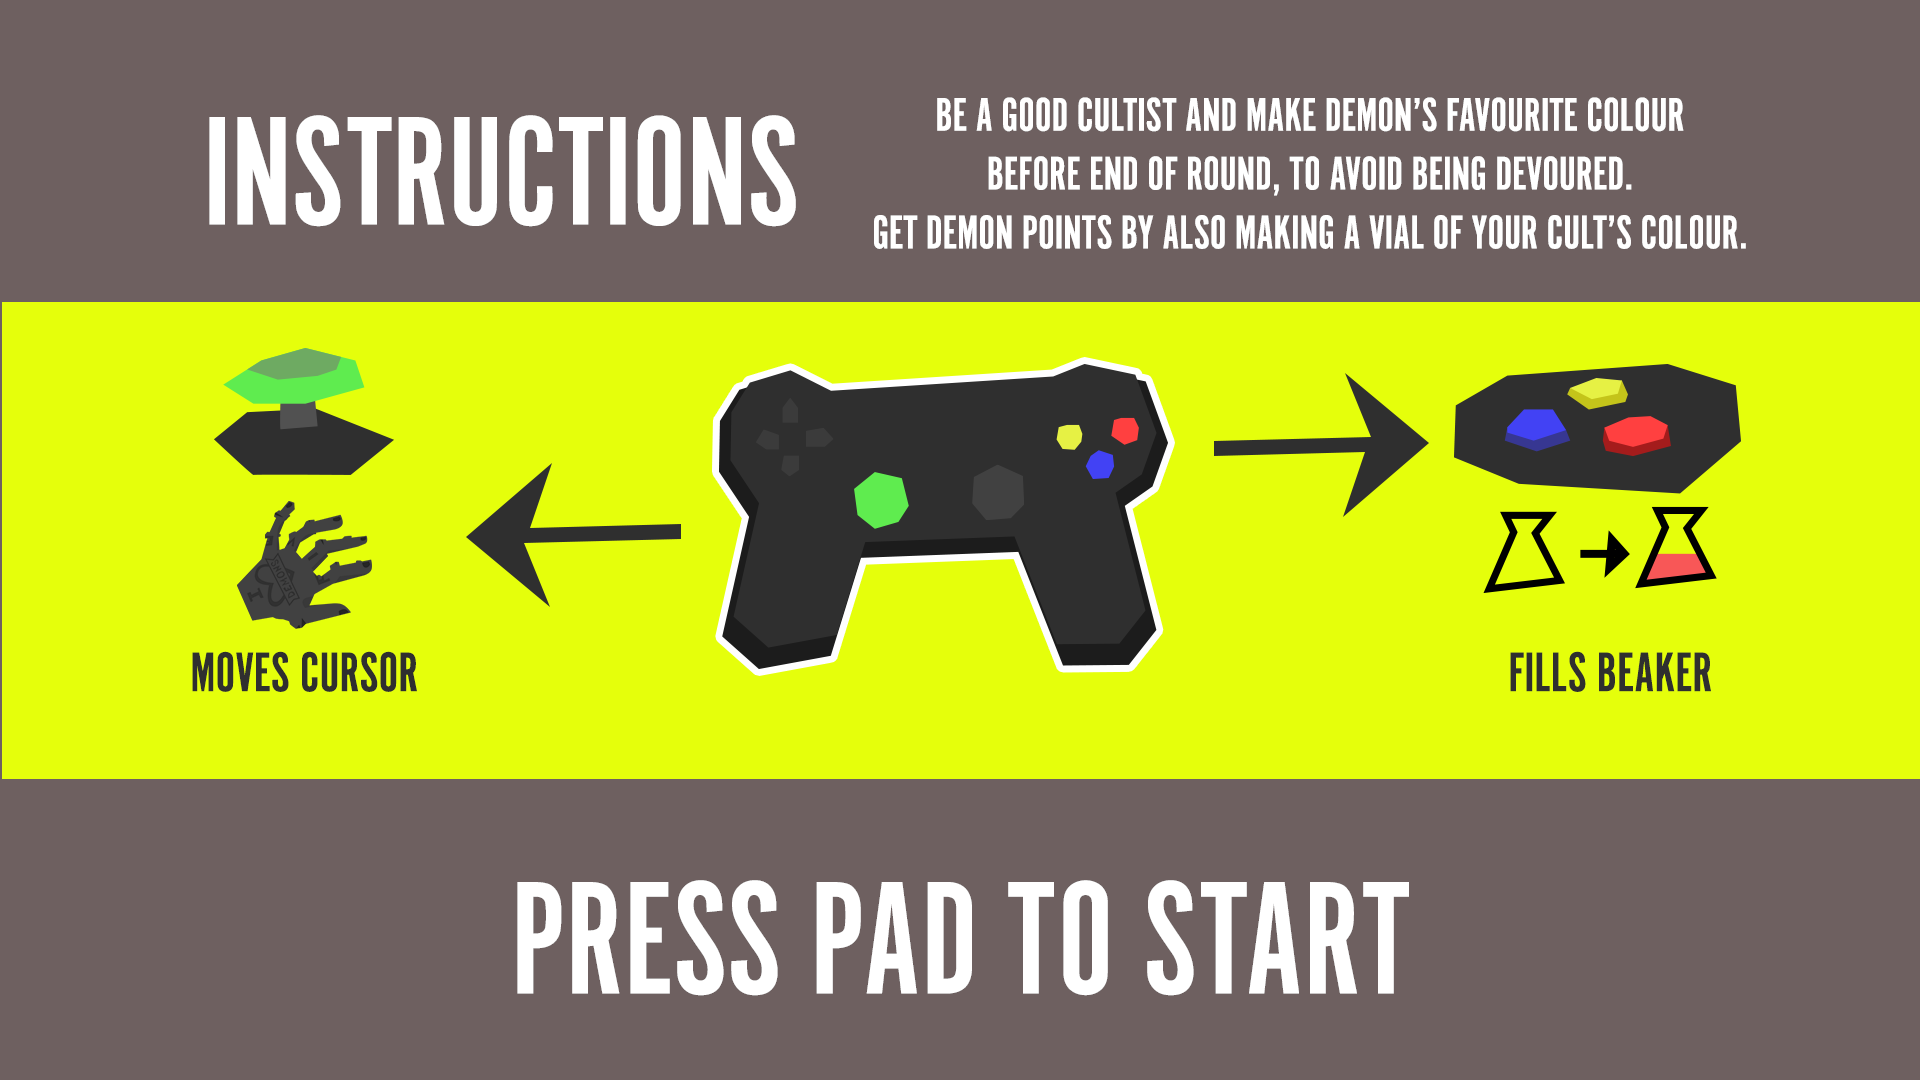 INSTRUCTIONS
BE A GOOD CULTIST AND MAKE DEMON'S FAVOURITE COLOUR
BEFORE END OF ROUND, TO AVOID BEING DEVOURED.
GET DEMON POINTS BY ALSO MAKING A VIAL OF YOUR CULT'S COLOUR.
I
DEMONS
MOVES CURSOR
FILLS BEAKER
PRESS PAD TO START